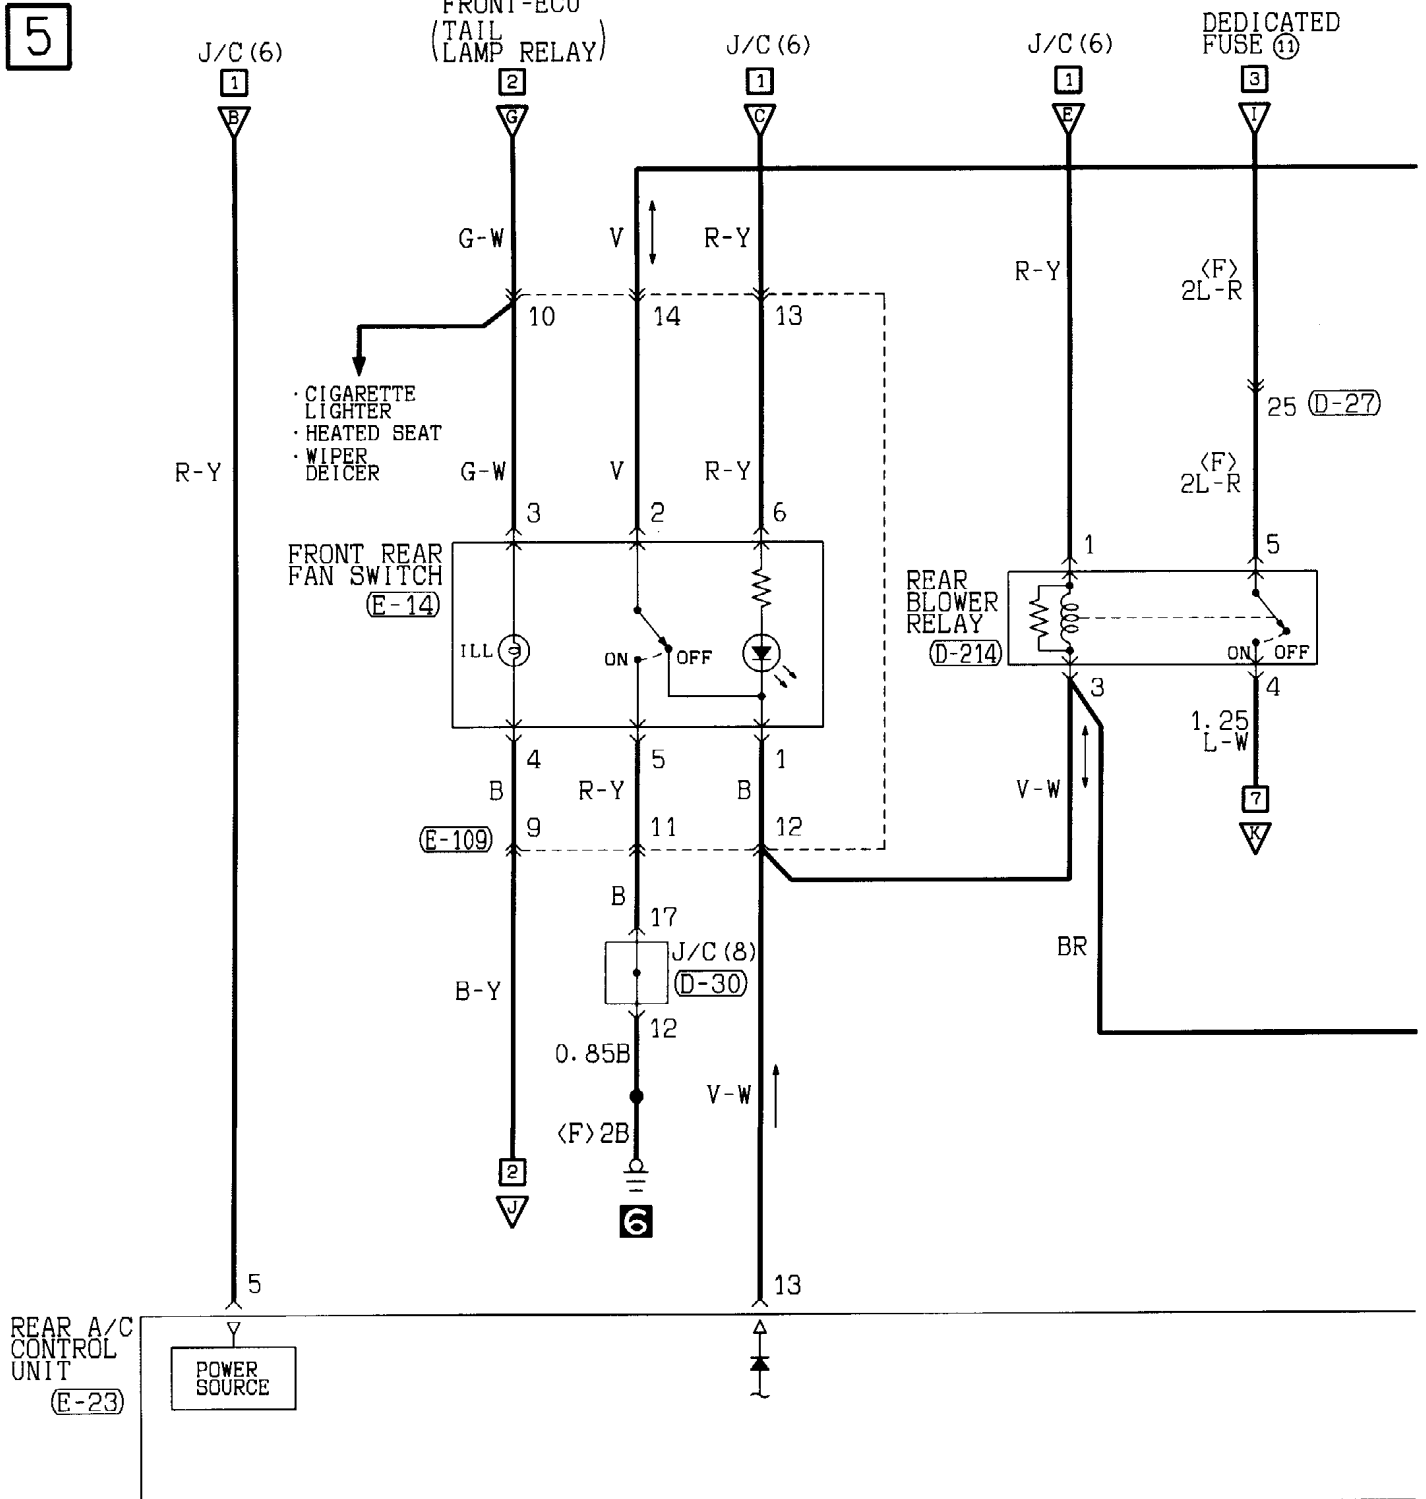 5
FRONT-ECU
(TAIL
LAMP RELAY)
DEDICATED
FUSE ⑪
J/C(6)
J/C(6)
J/C(6)
1
2
1
1
3
B
G
C
E
I
G-W
V
R-Y
R-Y
<F>
2L-R
10
14
13
· CIGARETTE
LIGHTER
· HEATED SEAT
· WIPER
DEICER
25
D-27
R-Y
G-W
V
R-Y
<F>
2L-R
3
2
6
1
5
FRONT REAR
FAN SWITCH
E-14
REAR
BLOWER
RELAY
D-214
ILL
ON
OFF
ON
OFF
4
5
1
3
4
1.25
L-W
B
R-Y
B
V-W
7
K
E-109
9
11
12
B
17
J/C(8)
D-30
BR
B-Y
12
0.85B
V-W
<F>2B
2
J
6
5
13
REAR A/C
CONTROL
UNIT
E-23
POWER
SOURCE